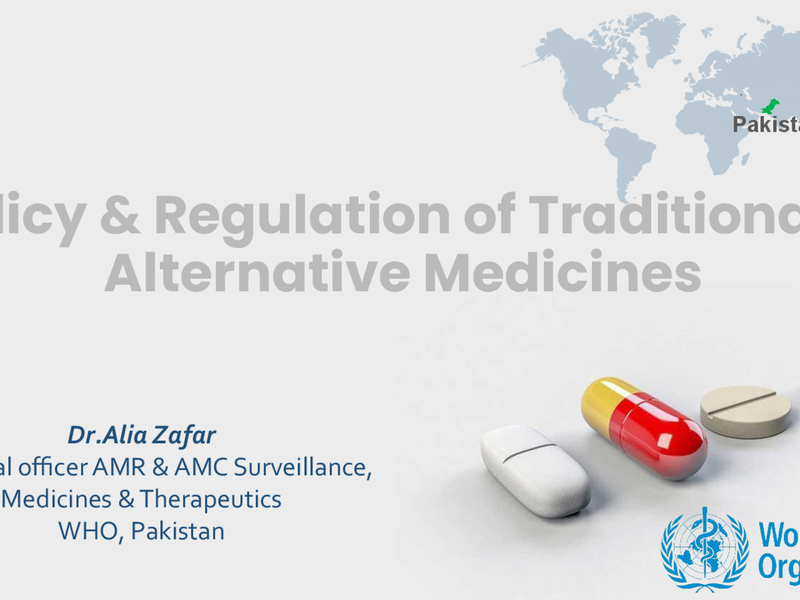 Pakista
licy & Regulation of Traditiona
Alternative Medicines
Dr.Alia Zafar
al officer AMR & AMC Surveillance,
Medicines & Therapeutics
WHO, Pakistan
Wo
Org